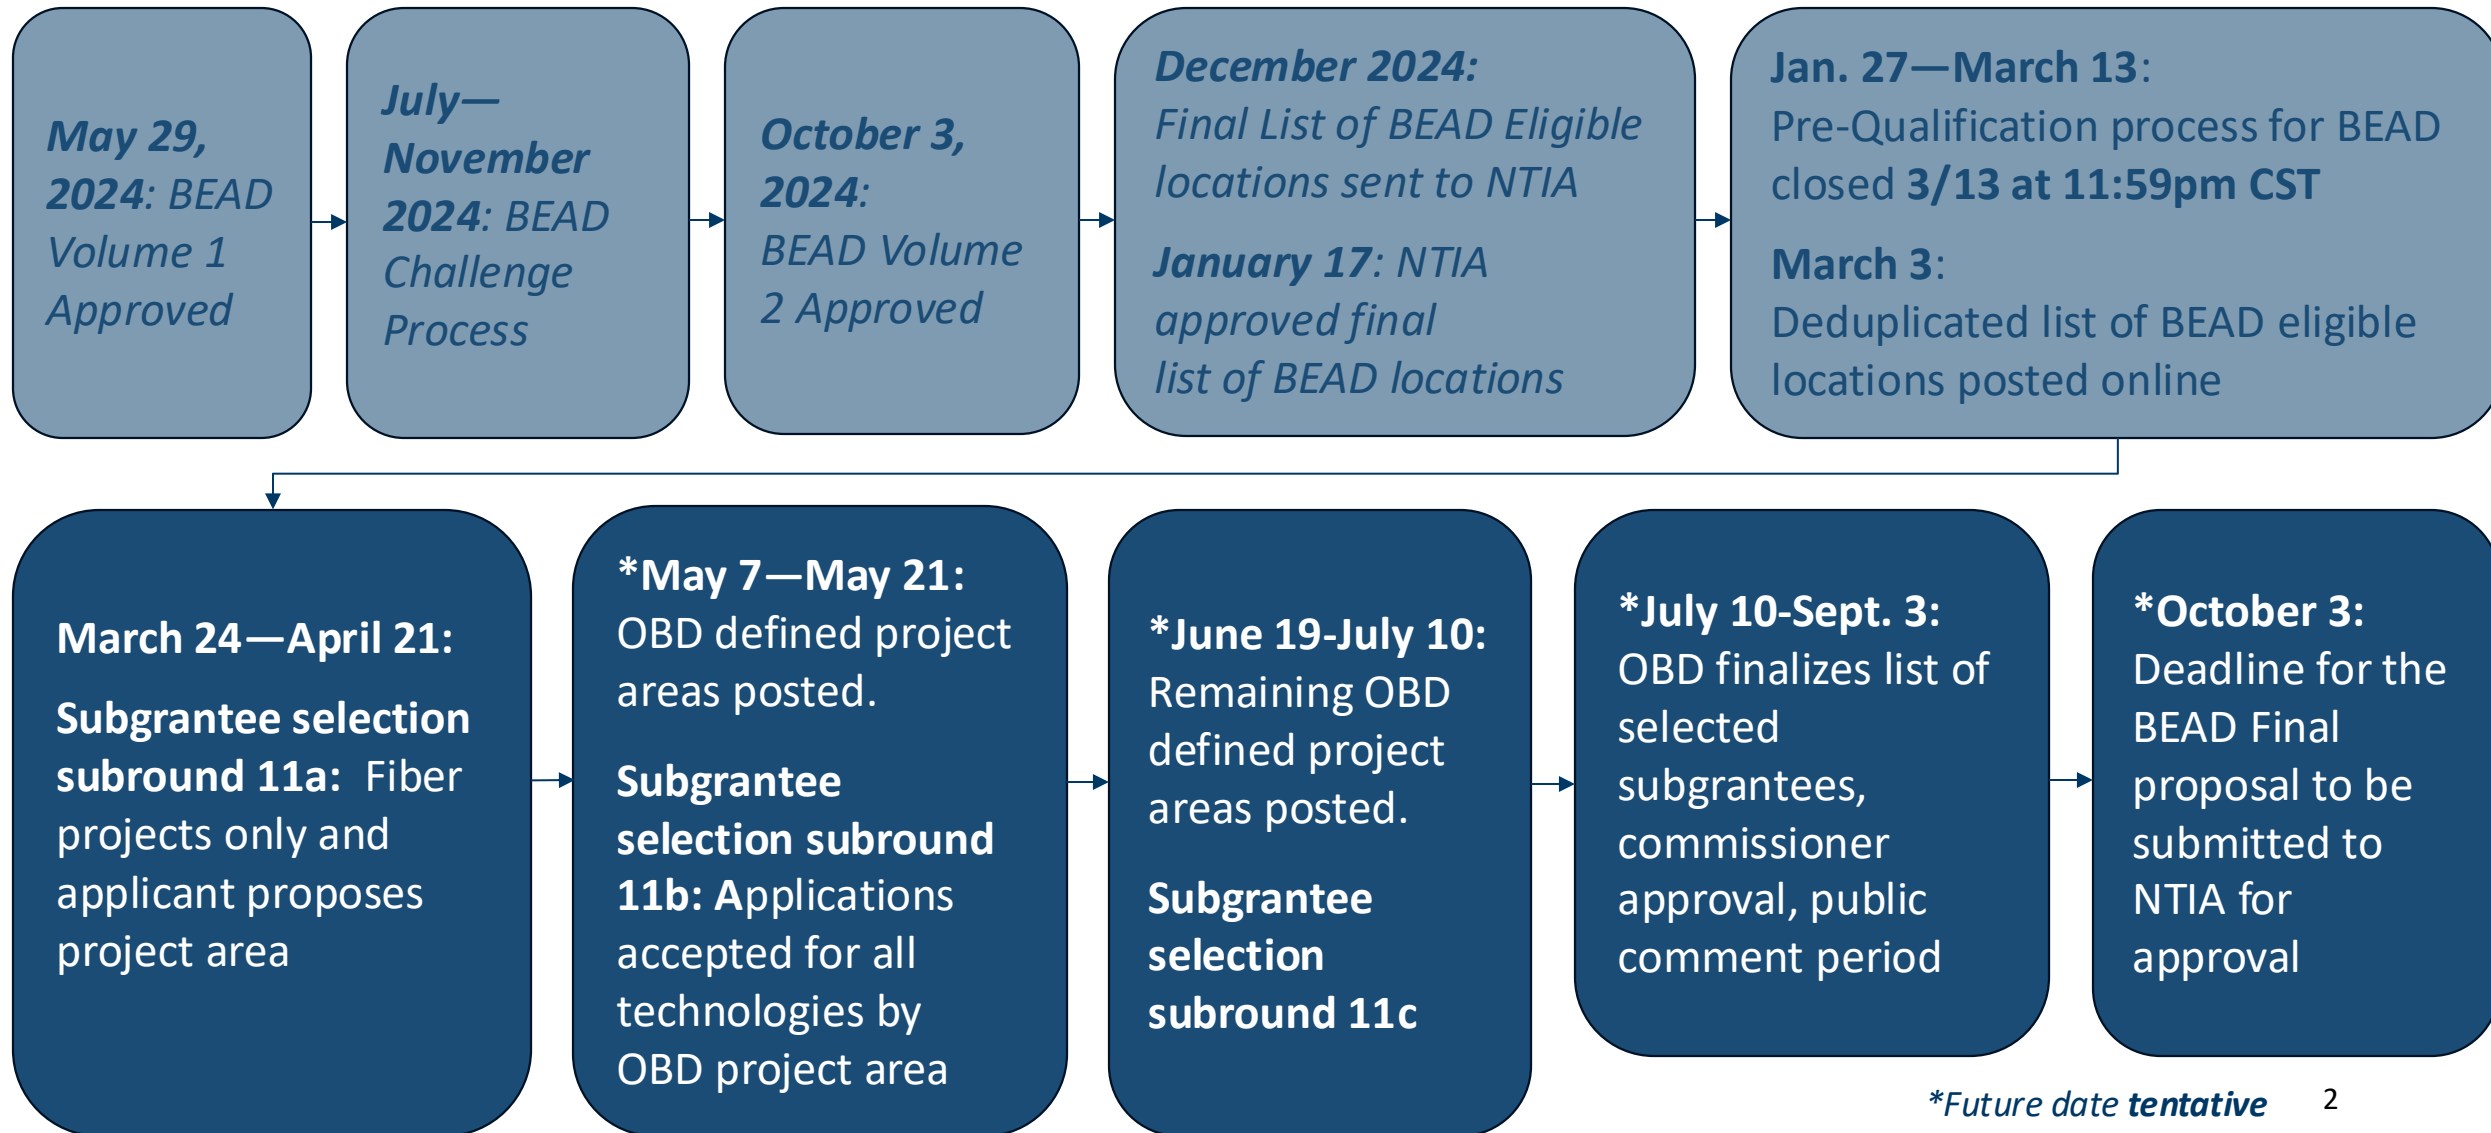 May 29,
2024: BEAD
Volume 1
Approved
July—
November
2024: BEAD
Challenge
Process
October 3,
2024:
BEAD Volume
2 Approved
December 2024:
Final List of BEAD Eligible
locations sent to NTIA
January 17: NTIA
approved final
list of BEAD locations
Jan. 27—March 13:
Pre-Qualification process for BEAD
closed 3/13 at 11:59pm CST
March 3:
Deduplicated list of BEAD eligible
locations posted online
March 24—April 21:
Subgrantee selection
subround 11a: Fiber
projects only and
applicant proposes
project area
*May 7—May 21:
OBD defined project
areas posted.
Subgrantee
selection subround
11b: Applications
accepted for all
technologies by
OBD project area
*June 19-July 10:
Remaining OBD
defined project
areas posted.
Subgrantee
selection
subround 11c
*July 10-Sept. 3:
OBD finalizes list of
selected
subgrantees,
commissioner
approval, public
comment period
*October 3:
Deadline for the
BEAD Final
proposal to be
submitted to
NTIA for
approval
*Future date tentative
2